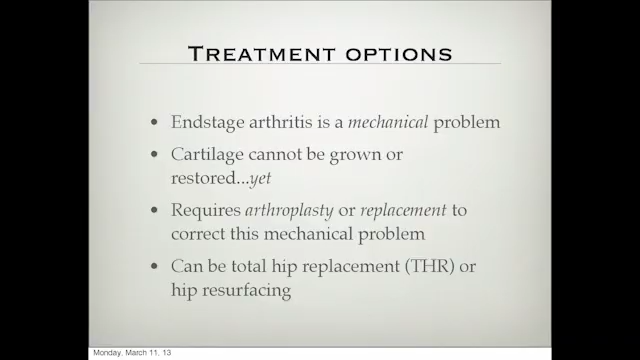 TREATMENT OPTIONS
• Endstage arthritis is a mechanical problem
• Cartilage cannot be grown or
restored...yet
• Requires arthroplasty or replacement to
correct this mechanical problem
• Can be total hip replacement (THR) or
hip resurfacing
Monday, March 11, 13